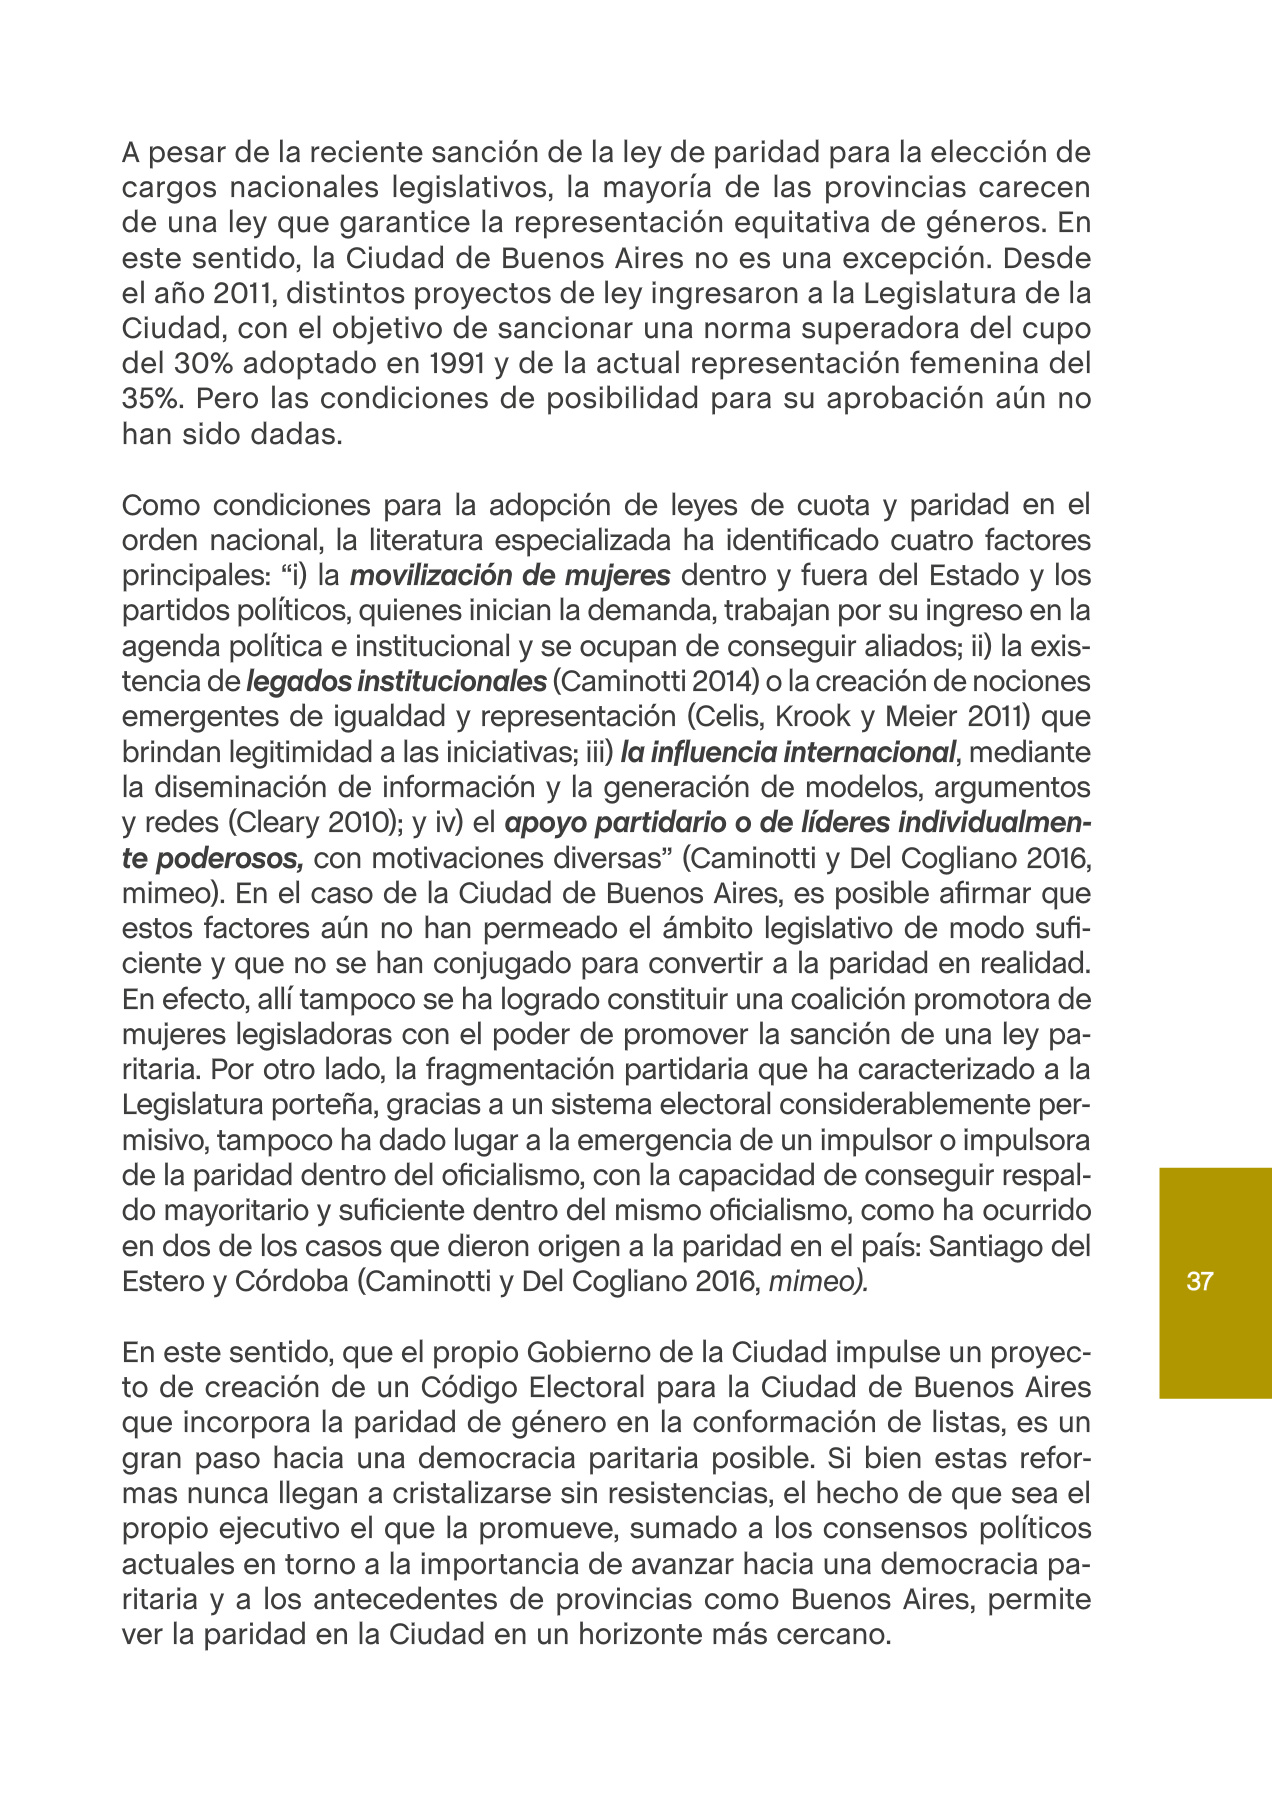 A pesar de la reciente sanción de la ley de paridad para la elección de
cargos nacionales legislativos, la mayoría de las provincias carecen
de una ley que garantice la representación equitativa de géneros. En
este sentido, la Ciudad de Buenos Aires no es una excepción. Desde
el año 2011, distintos proyectos de ley ingresaron a la Legislatura de la
Ciudad, con el objetivo de sancionar una norma superadora del cupo
del 30% adoptado en 1991 y de la actual representación femenina del
35%. Pero las condiciones de posibilidad para su aprobación aún no
han sido dadas.

Como condiciones para la adopción de leyes de cuota y paridad en el
orden nacional, la literatura especializada ha identificado cuatro factores
principales: “i) la movilización de mujeres dentro y fuera del Estado y los
partidos políticos, quienes inician la demanda, trabajan por su ingreso en la
agenda política e institucional y se ocupan de conseguir aliados; ii) la exis-
tencia de legados institucionales (Caminotti 2014) o la creación de nociones
emergentes de igualdad y representación (Celis, Krook y Meier 2011) que
brindan legitimidad a las iniciativas; iii) la influencia internacional, mediante
la diseminación de información y la generación de modelos, argumentos
y redes (Cleary 2010); y iv) el apoyo partidario o de líderes individualmen-
te poderosos, con motivaciones diversas” (Caminotti y Del Cogliano 2016,
mimeo). En el caso de la Ciudad de Buenos Aires, es posible afirmar que
estos factores aún no han permeado el ámbito legislativo de modo sufi-
ciente y que no se han conjugado para convertir a la paridad en realidad.
En efecto, allí tampoco se ha logrado constituir una coalición promotora de
mujeres legisladoras con el poder de promover la sanción de una ley pa-
ritaria. Por otro lado, la fragmentación partidaria que ha caracterizado a la
Legislatura porteña, gracias a un sistema electoral considerablemente per-
misivo, tampoco ha dado lugar a la emergencia de un impulsor o impulsora
de la paridad dentro del oficialismo, con la capacidad de conseguir respal-
do mayoritario y suficiente dentro del mismo oficialismo, como ha ocurrido
en dos de los casos que dieron origen a la paridad en el país: Santiago del
Estero y Córdoba (Caminotti y Del Cogliano 2016, mimeo).

En este sentido, que el propio Gobierno de la Ciudad impulse un proyec-
to de creación de un Código Electoral para la Ciudad de Buenos Aires
que incorpora la paridad de género en la conformación de listas, es un
gran paso hacia una democracia paritaria posible. Si bien estas refor-
mas nunca llegan a cristalizarse sin resistencias, el hecho de que sea el
propio ejecutivo el que la promueve, sumado a los consensos políticos
actuales en torno a la importancia de avanzar hacia una democracia pa-
ritaria y a los antecedentes de provincias como Buenos Aires, permite
ver la paridad en la Ciudad en un horizonte más cercano.

37